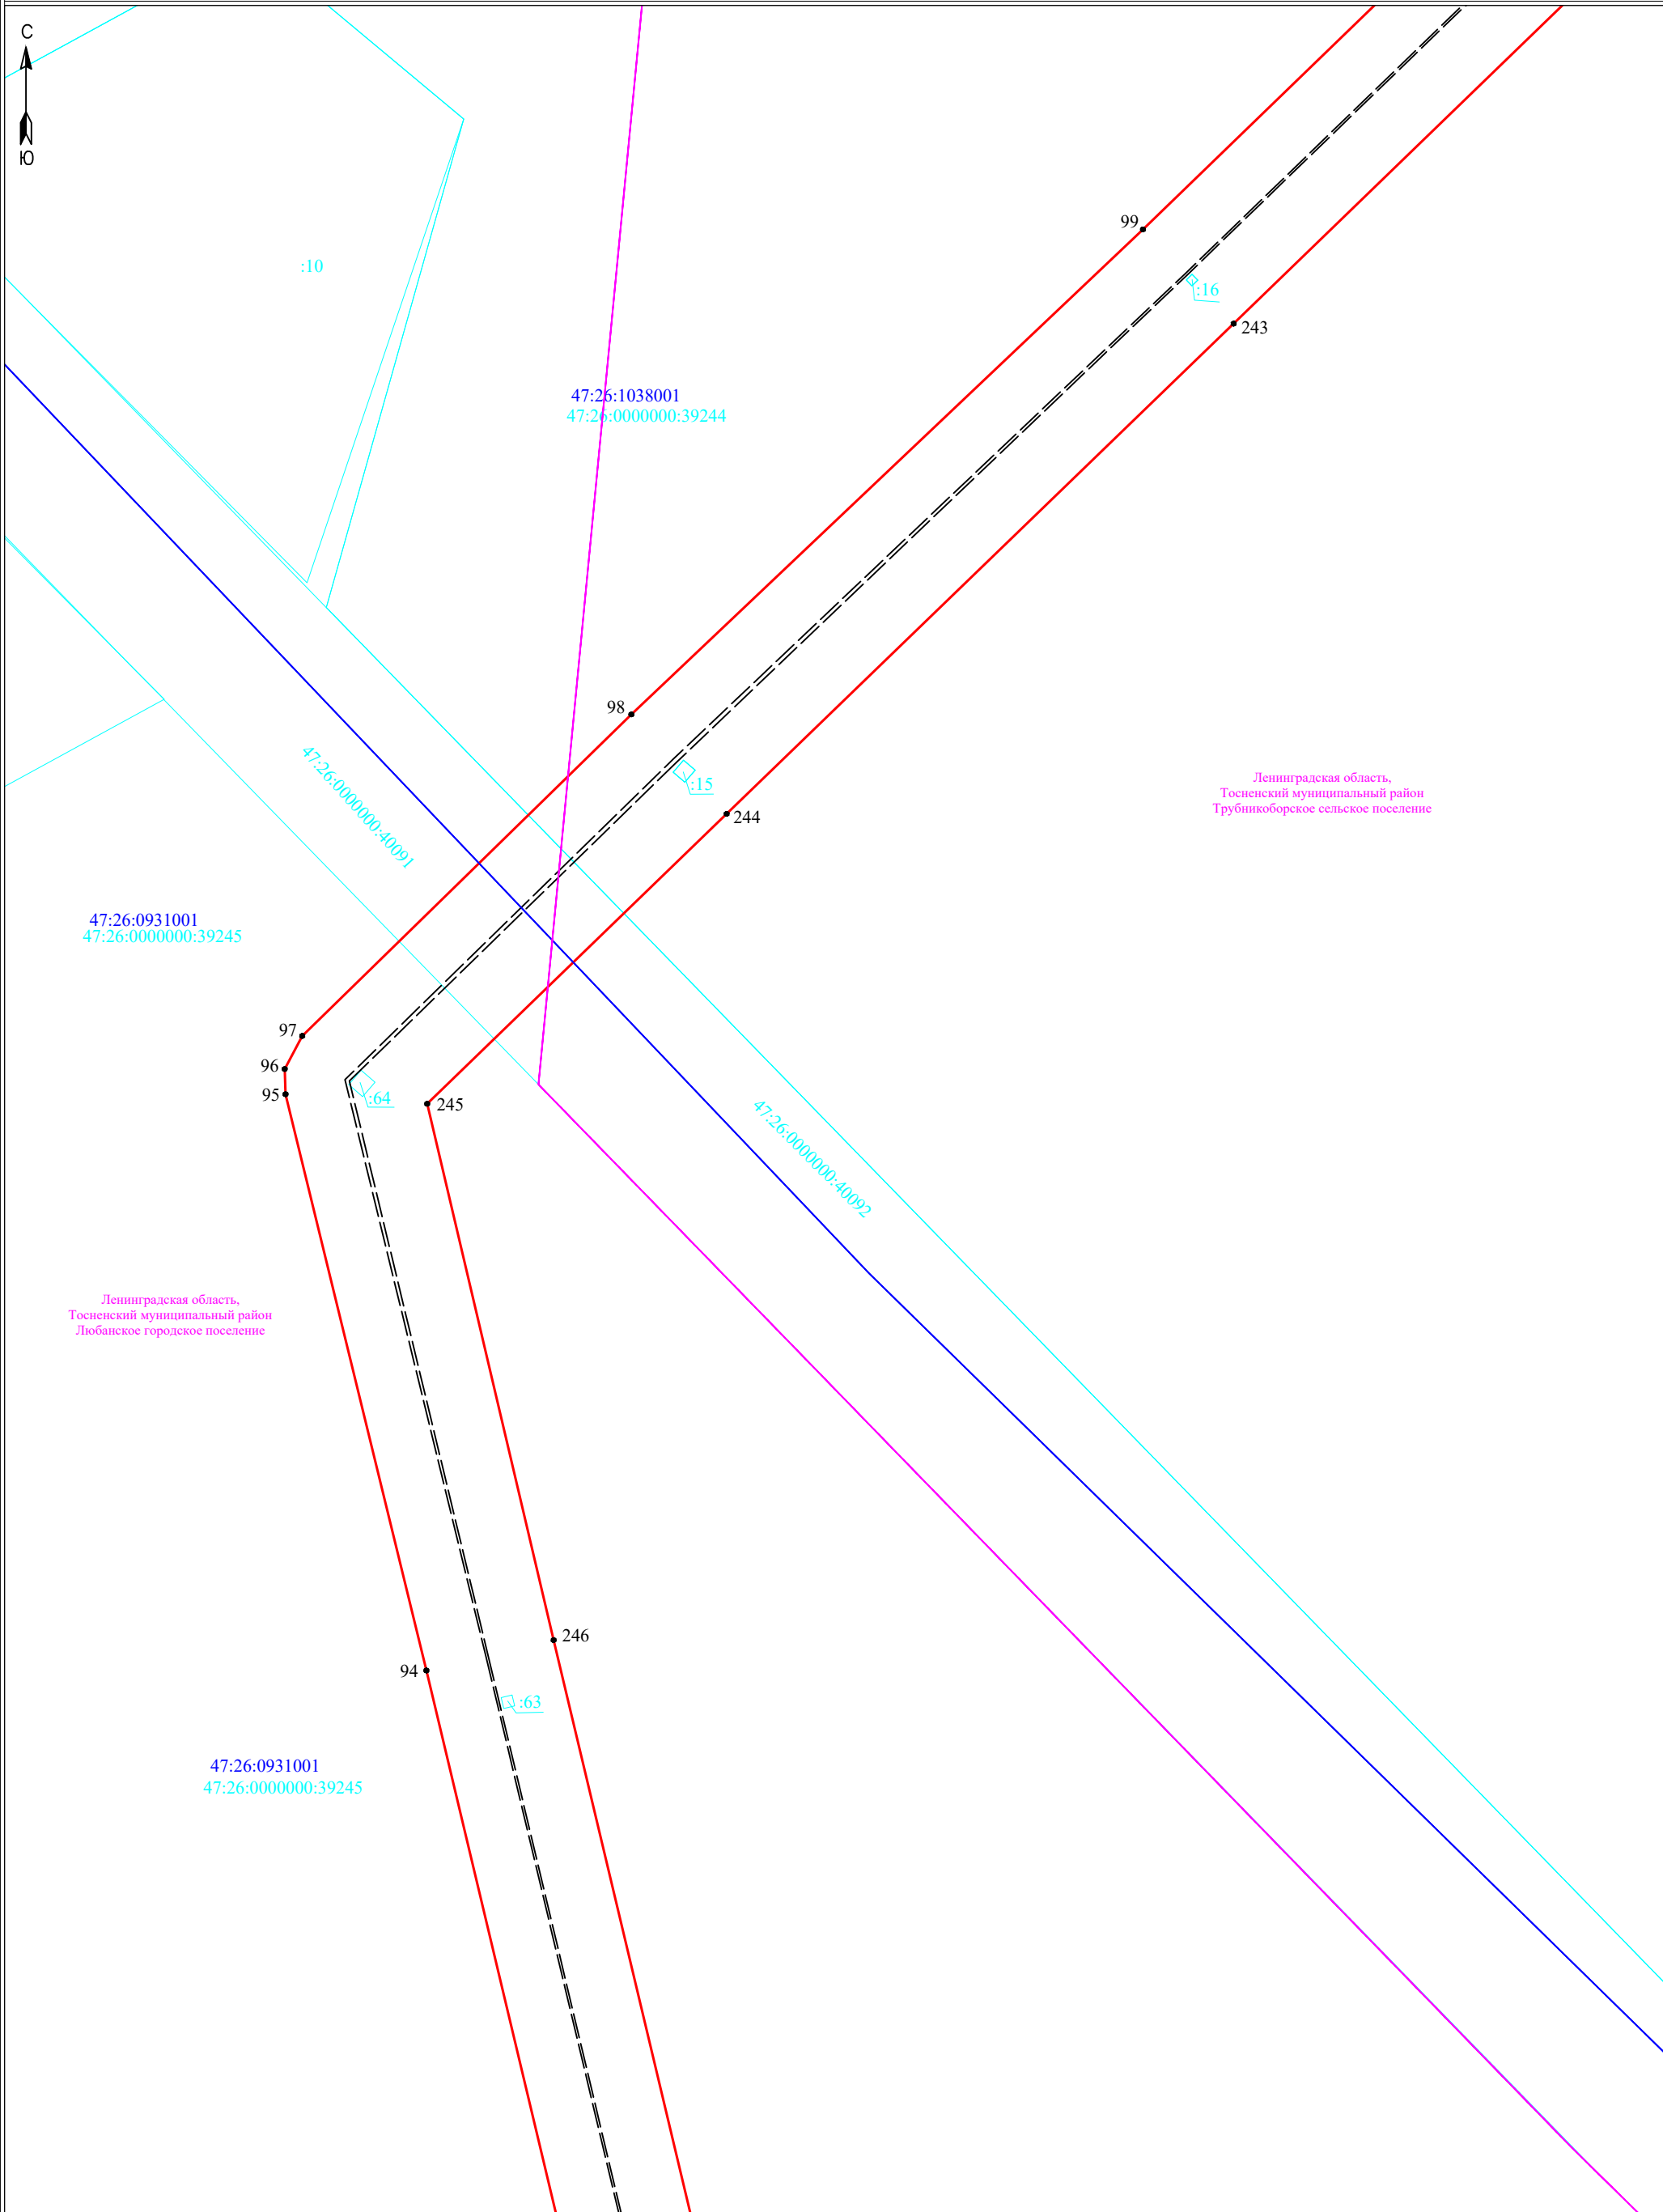 С
Ю
99
:10
:16
243
47:26:1038001
47:26:0000000:39244
98
47:26:0000000:40091
:15
244
Ленинградская область,
Тосненский муниципальный район
Трубникоборское сельское поселение
47:26:0931001
47:26:0000000:39245
97
96
95
:64
245
47:26:0000000:40092
Ленинградская область,
Тосненский муниципальный район
Любанское городское поселение
246
94
:63
47:26:0931001
47:26:0000000:39245